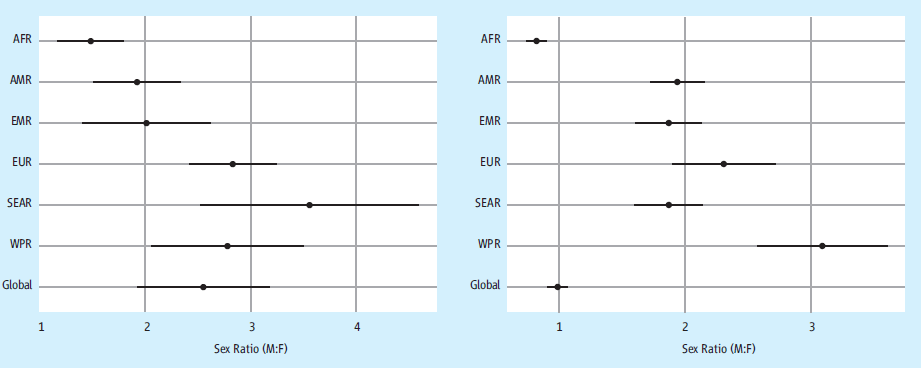 AFR
AMR
EMR
EUR
SEAR
WPR
Global
1 2 3 4
Sex Ratio (M:F)
AFR
AMR
EMR
EUR
SEAR
WPR
Global
1 2 3
Sex Ratio (M:F)